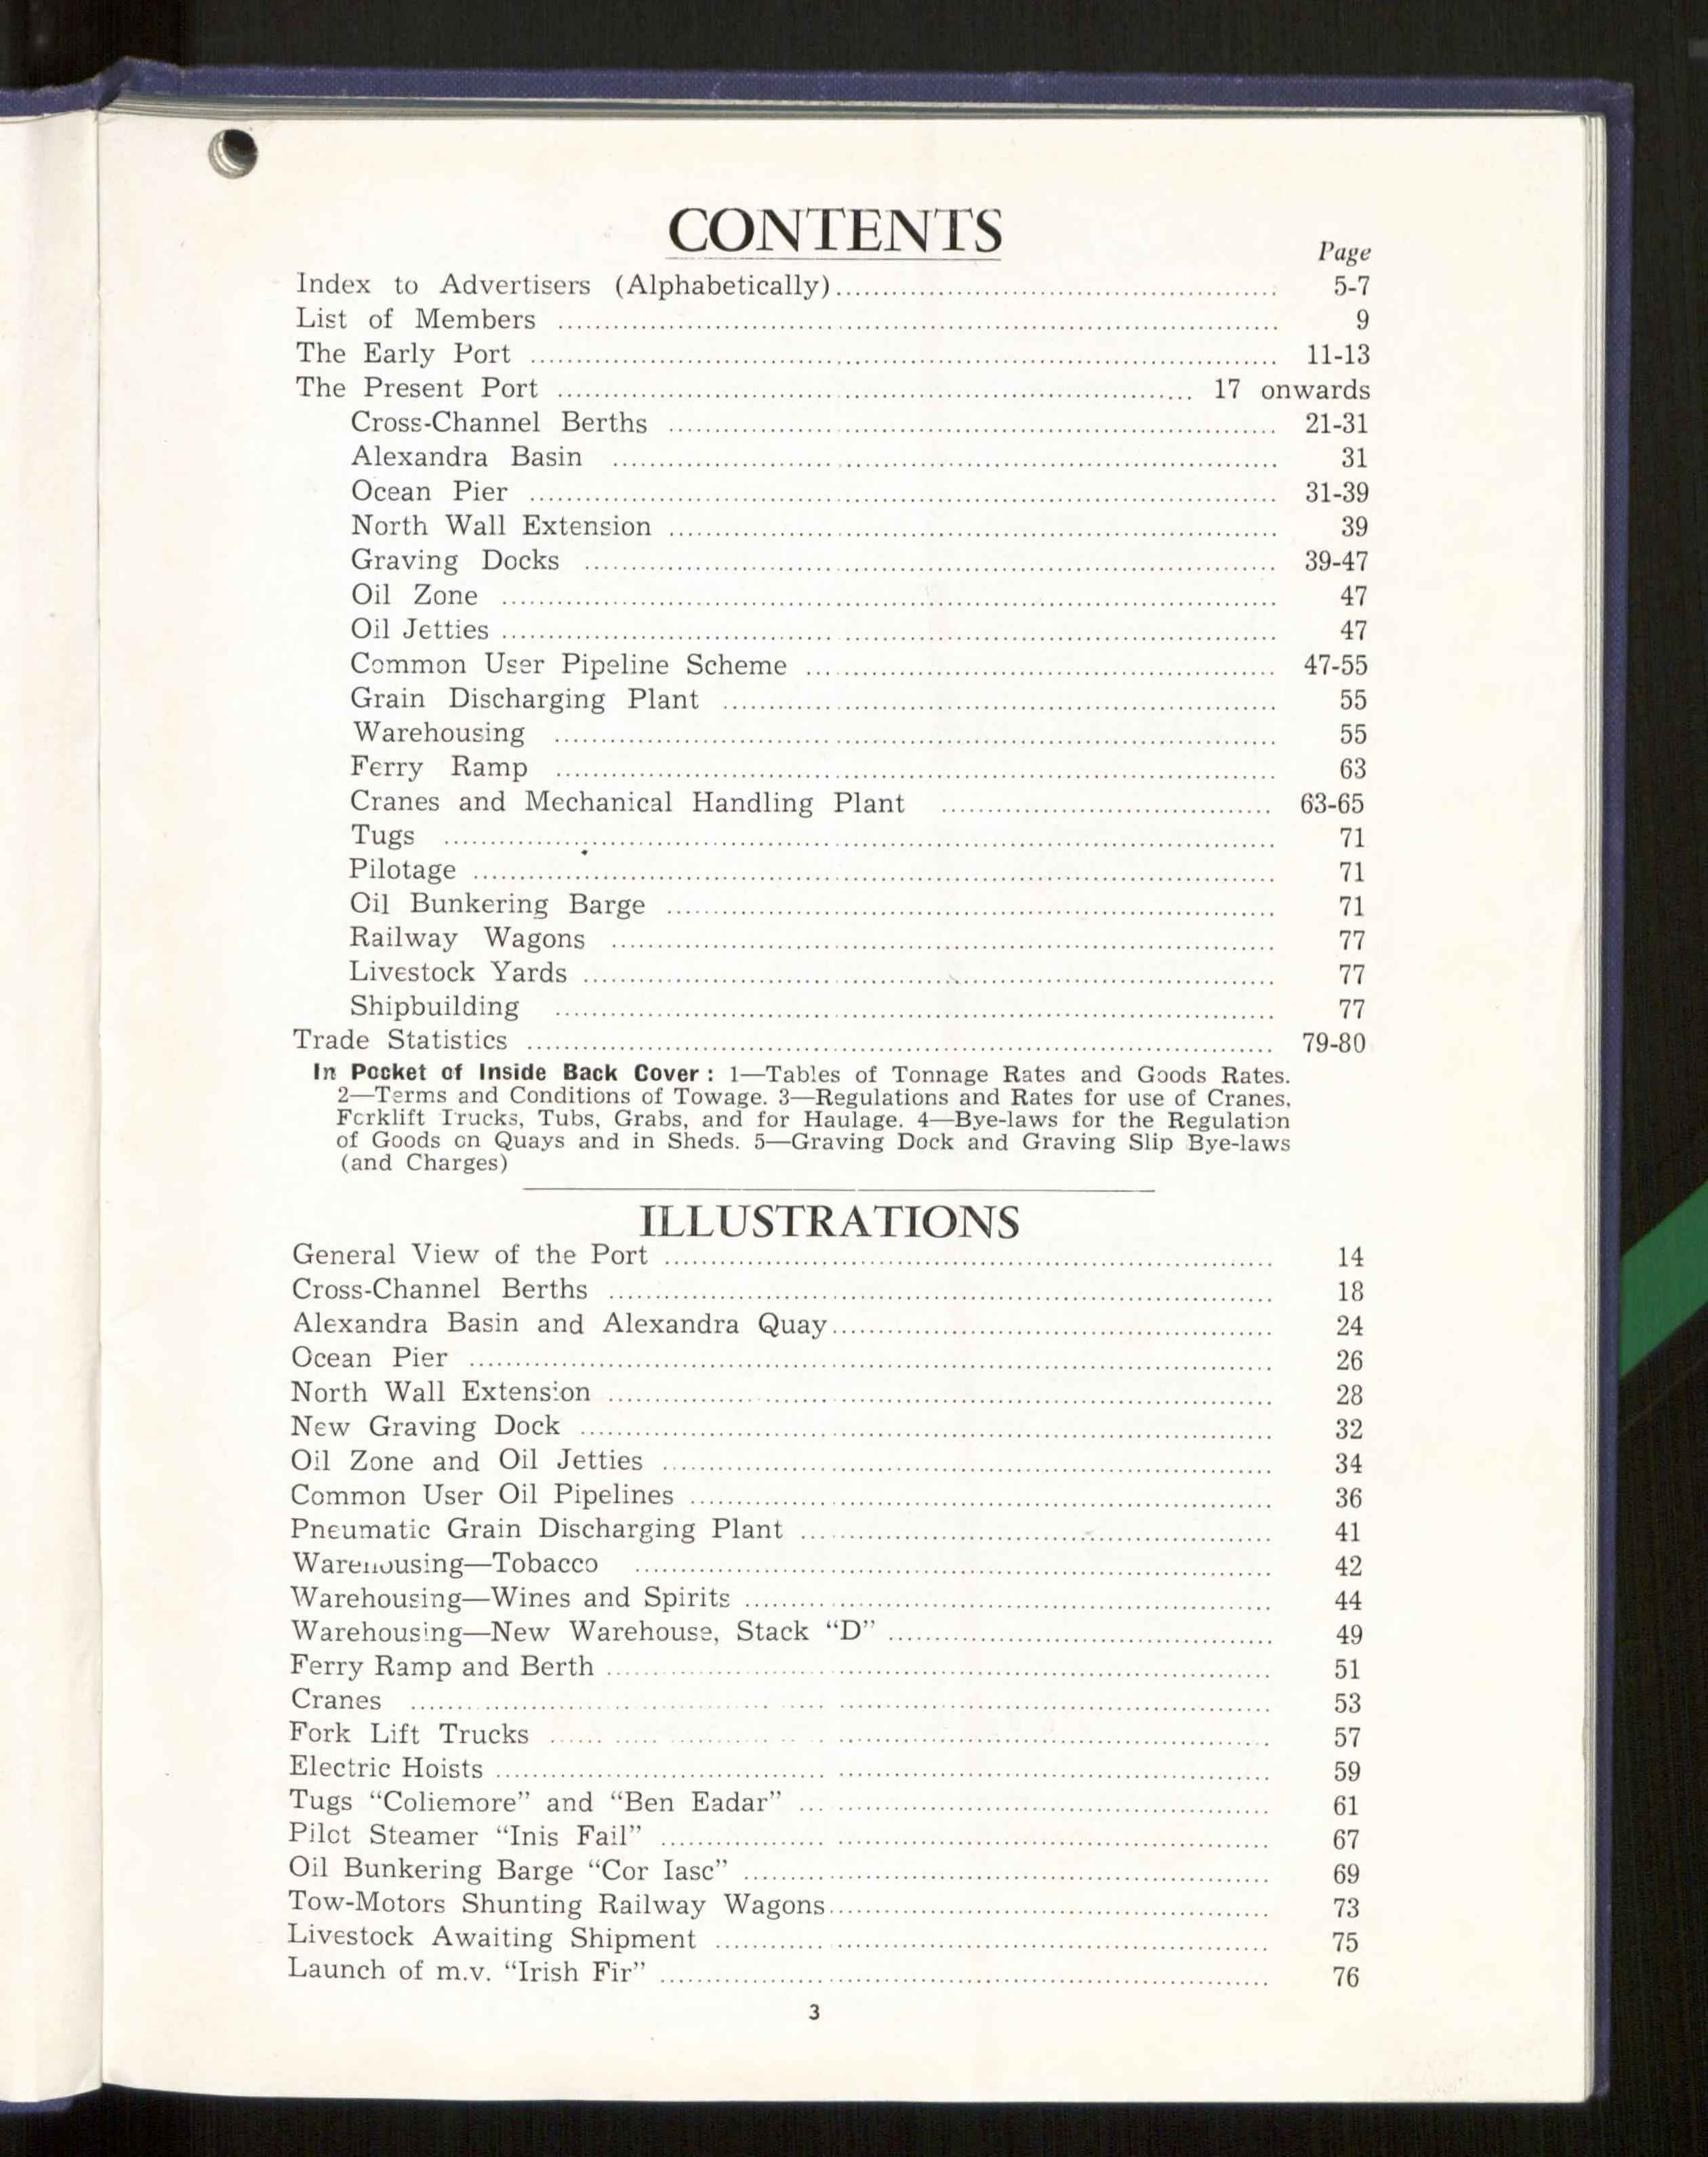 CONTENTS
Page
Index to Advertisers (Alphabetically) 5-7
List of Members 9
The Early Port 11-13
The Present Port 17 onwards
Cross-Channel Berths 21-31
Alexandra Basin 31
Ocean Pier 31-39
North Wall Extension 39
Graving Docks 39-47
Oil Zone 47
Oil Jetties 47
Common User Pipeline Scheme 47-55
Grain Discharging Plant 55
Warehousing 55
Ferry Ramp 63
Cranes and Mechanical Handling Plant 63-65
Tugs 71
Pilotage 71
Oil Bunkering Barge 71
Railway Wagons 77
Livestock Yards 77
Shipbuilding 77
Trade Statistics 79-80
In Pocket of Inside Back Cover: 1—Tables of Tonnage Rates and Goods Rates.
2—Terms and Conditions of Towage. 3—Regulations and Rates for use of Cranes,
Forklift Trucks, Tubs, Grabs, and for Haulage. 4—Bye-laws for the Regulation
of Goods on Quays and in Sheds. 5—Graving Dock and Graving Slip Bye-laws
(and Charges)
ILLUSTRATIONS
General View of the Port 14
Cross-Channel Berths 18
Alexandra Basin and Alexandra Quay 24
Ocean Pier 26
North Wall Extension 28
New Graving Dock 32
Oil Zone and Oil Jetties 34
Common User Oil Pipelines 36
Pneumatic Grain Discharging Plant 41
Warehousing—Tobacco 42
Warehousing—Wines and Spirits 44
Warehousing—New Warehouse, Stack “D” 49
Ferry Ramp and Berth 51
Cranes 53
Fork Lift Trucks 57
Electric Hoists 59
Tugs “Coliemore” and “Ben Eadar” 61
Pilot Steamer “Inis Fail” 67
Oil Bunkering Barge “Cor Iasc” 69
Tow-Motors Shunting Railway Wagons 73
Livestock Awaiting Shipment 75
Launch of m.v. “Irish Fir” 76
3